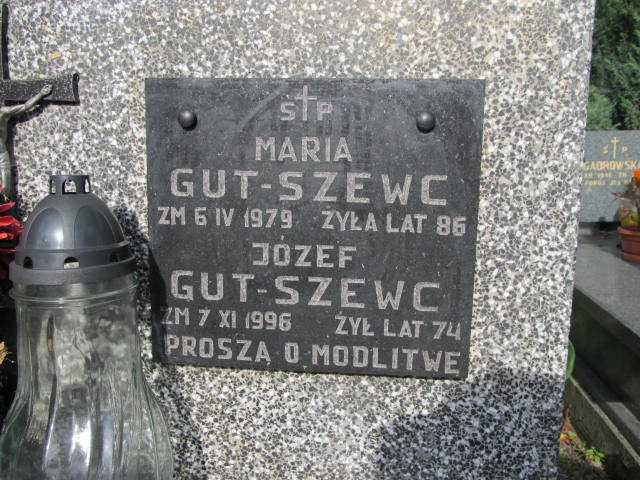 Ś†P
MARIA
GUT-SZEWC
ZM 6 IV 1979 ŻYŁA LAT 86
JÓZEF
GUT-SZEWC
ZM 7 XI 1996 ŻYŁ LAT 74
PROSZĄ O MODLITWĘ
Ś†P
GĄDROWSK